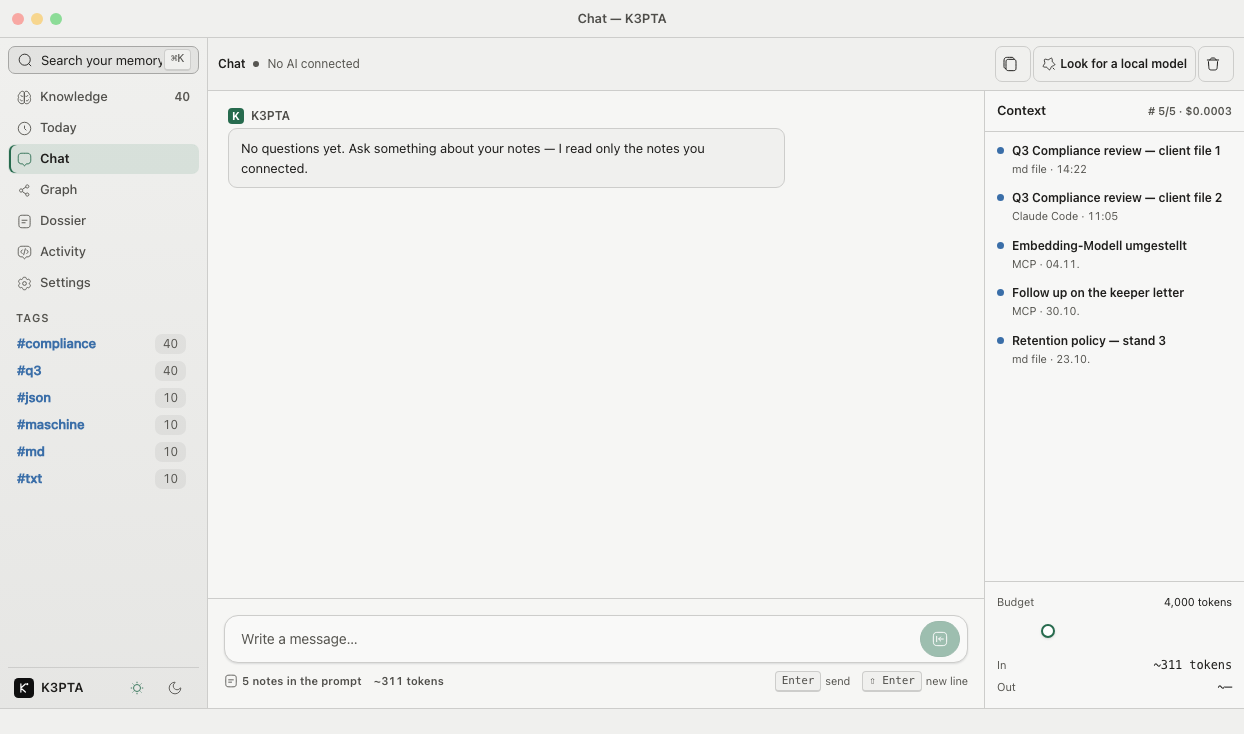 Chat — K3PTA
Search your memory
⌘K
Knowledge 40
Today
Chat
Graph
Dossier
Activity
Settings
TAGS
#compliance 40
#q3 40
#json 10
#maschine 10
#md 10
#txt 10
K3PTA
Chat • No AI connected
Look for a local model
K K3PTA
No questions yet. Ask something about your notes — I read only the notes you
connected.
Write a message...
5 notes in the prompt ~311 tokens
Enter send ⇧ Enter new line
Context # 5/5 · $0.0003
Q3 Compliance review — client file 1
md file · 14:22
Q3 Compliance review — client file 2
Claude Code · 11:05
Embedding-Modell umgestellt
MCP · 04.11.
Follow up on the keeper letter
MCP · 30.10.
Retention policy — stand 3
md file · 23.10.
Budget 4,000 tokens
In ~311 tokens
Out ~—